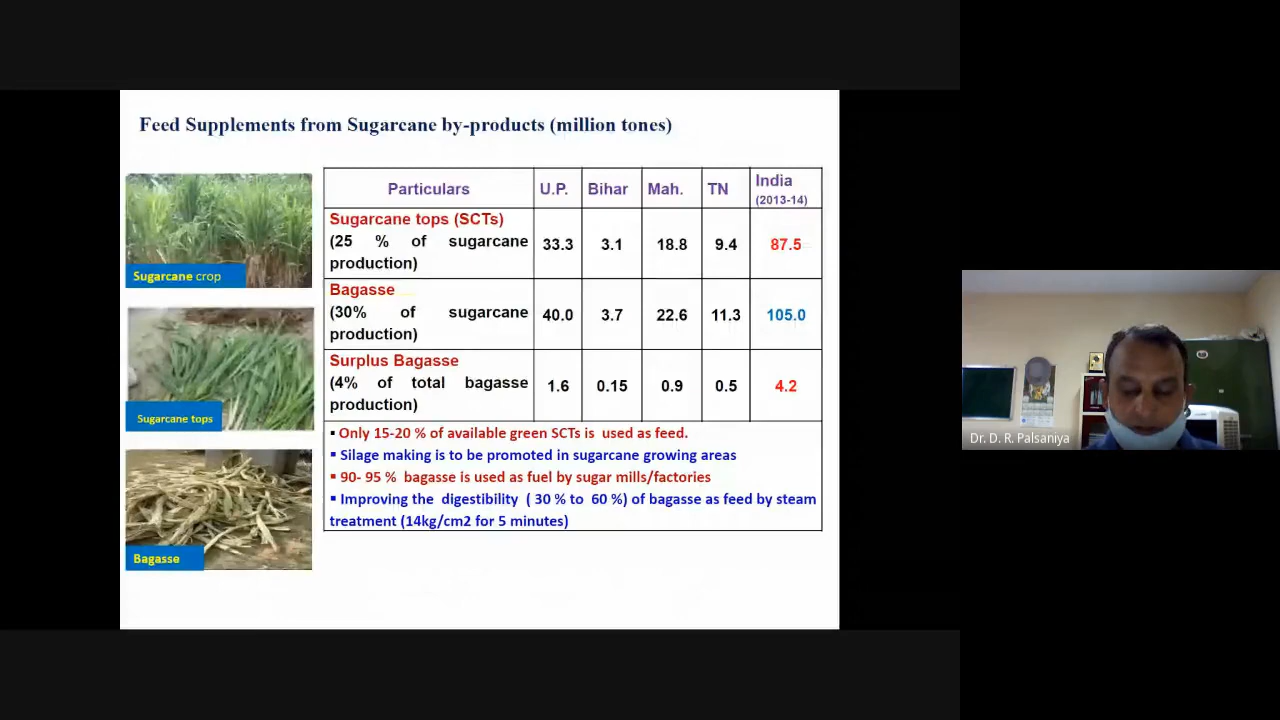 Feed Supplements from Sugarcane by-products (million tones)
Particulars U.P. Bihar Mah. TN India
(2013-14)
Sugarcane tops (SCTs)
(25 % of sugarcane
production)
33.3 3.1 18.8 9.4 87.5
Bagasse
(30% of sugarcane
production)
40.0 3.7 22.6 11.3 105.0
Surplus Bagasse
(4% of total bagasse
production)
1.6 0.15 0.9 0.5 4.2
▪ Only 15-20 % of available green SCTs is used as feed.
▪ Silage making is to be promoted in sugarcane growing areas
▪ 90- 95 % bagasse is used as fuel by sugar mills/factories
▪ Improving the digestibility ( 30 % to 60 %) of bagasse as feed by steam
treatment (14kg/cm2 for 5 minutes)
Sugarcane crop
Sugarcane tops
Bagasse
Dr. D. R. Palsaniya